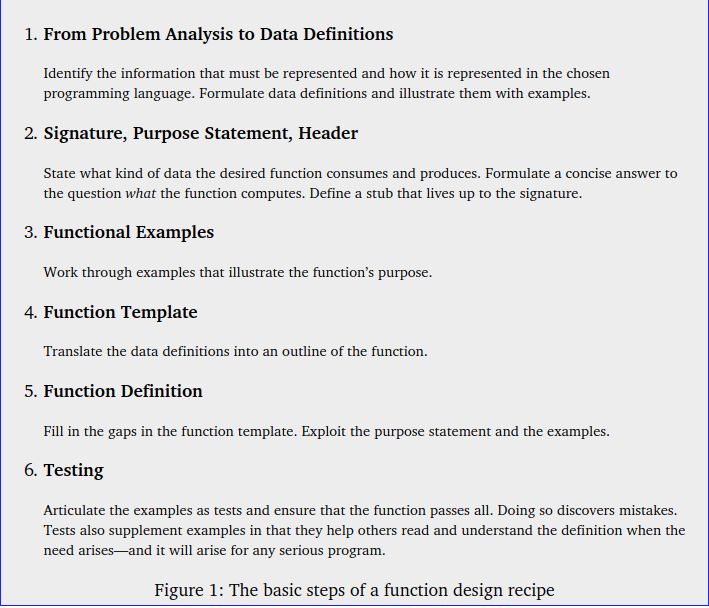 1. From Problem Analysis to Data Definitions
Identify the information that must be represented and how it is represented in the chosen
programming language. Formulate data definitions and illustrate them with examples.
2. Signature, Purpose Statement, Header
State what kind of data the desired function consumes and produces. Formulate a concise answer to
the question what the function computes. Define a stub that lives up to the signature.
3. Functional Examples
Work through examples that illustrate the function’s purpose.
4. Function Template
Translate the data definitions into an outline of the function.
5. Function Definition
Fill in the gaps in the function template. Exploit the purpose statement and the examples.
6. Testing
Articulate the examples as tests and ensure that the function passes all. Doing so discovers mistakes.
Tests also supplement examples in that they help others read and understand the definition when the
need arises—and it will arise for any serious program.
Figure 1: The basic steps of a function design recipe